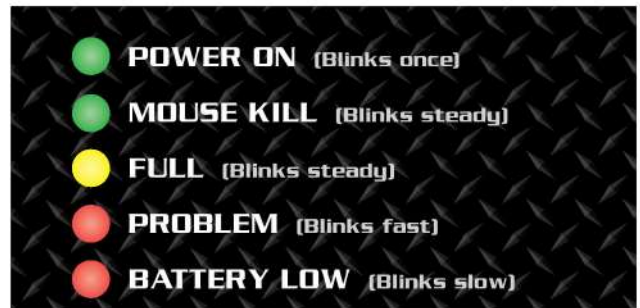 POWER ON (Blinks once)
MOUSE KILL (Blinks steady)
FULL (Blinks steady)
PROBLEM (Blinks fast)
BATTERY LOW (Blinks slow)